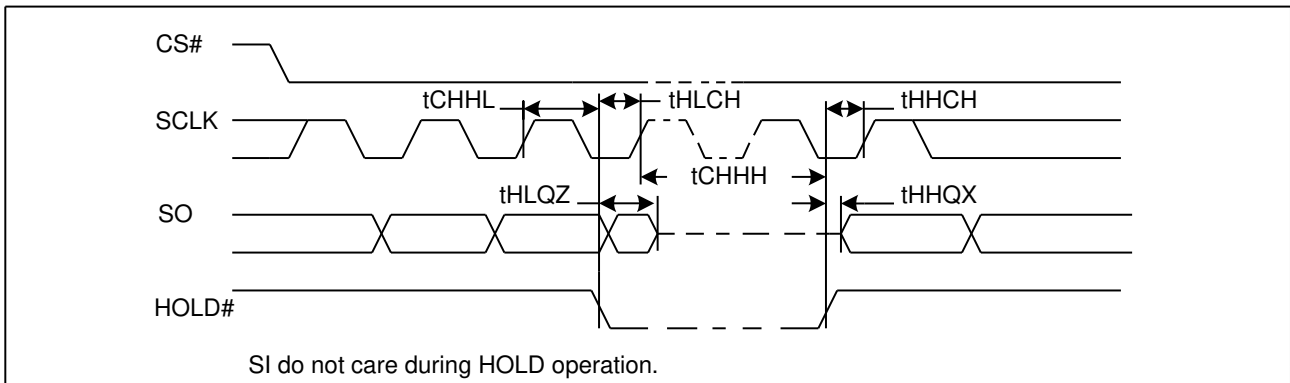 CS#
tCHHL
tHLCH
tHHCH
SCLK
tCHHH
tHLQZ
tHHQX
SO
HOLD#
SI do not care during HOLD operation.